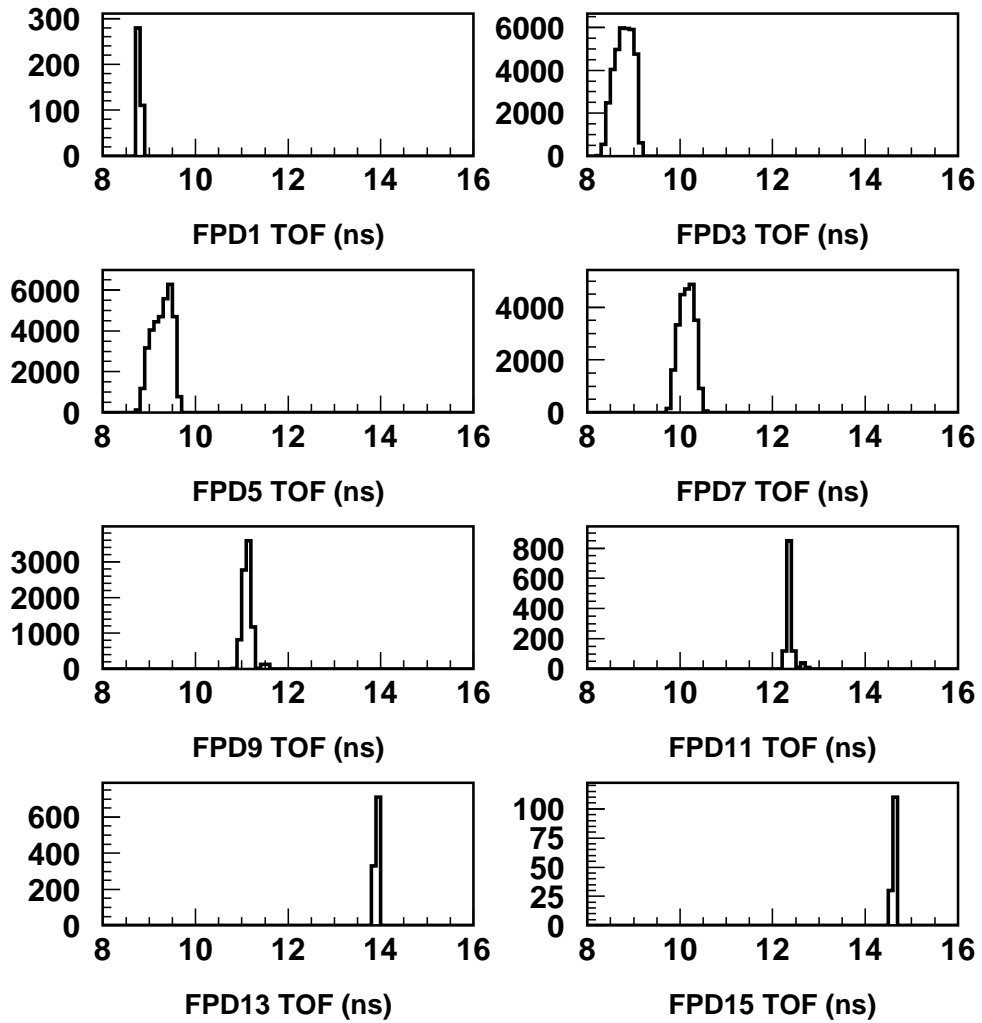 300
200
100
0
8 10 12 14 16
FPD1 TOF (ns)
6000
4000
2000
0
8 10 12 14 16
FPD3 TOF (ns)
6000
4000
2000
0
8 10 12 14 16
FPD5 TOF (ns)
4000
2000
0
8 10 12 14 16
FPD7 TOF (ns)
3000
2000
1000
0
8 10 12 14 16
FPD9 TOF (ns)
800
600
400
200
0
8 10 12 14 16
FPD11 TOF (ns)
600
400
200
0
8 10 12 14 16
FPD13 TOF (ns)
100
75
50
25
0
8 10 12 14 16
FPD15 TOF (ns)